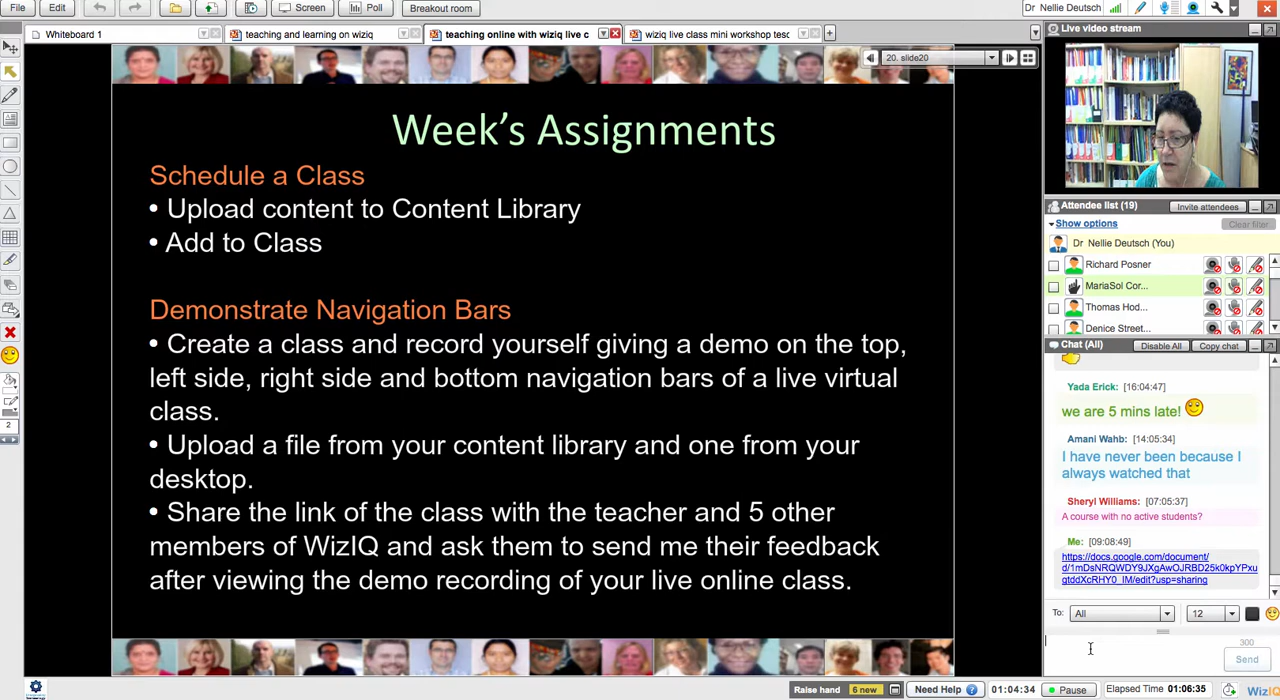 File
Edit
Screen
Poll
Breakout room
Dr Nellie Deutsch
Whiteboard 1
teaching and learning on wiziq
teaching online with wiziq live c
wiziq live class mini workshop tesc
20. slide20
Week's Assignments
Schedule a Class
• Upload content to Content Library
• Add to Class
Demonstrate Navigation Bars
• Create a class and record yourself giving a demo on the top,
left side, right side and bottom navigation bars of a live virtual
class.
• Upload a file from your content library and one from your
desktop.
• Share the link of the class with the teacher and 5 other
members of WizIQ and ask them to send me their feedback
after viewing the demo recording of your live online class.
2
Live video stream
Attendee list (19)
Invite attendees
Show options
Clear filter
Dr Nellie Deutsch (You)
Richard Posner
MariaSol Cor...
Thomas Hod...
Denice Street...
Chat (All)
Disable All
Copy chat
Yada Erick: [16:04:47]
we are 5 mins late!
Amani Wahb: [14:05:34]
I have never been because I
always watched that
Sheryl Williams: [07:05:37]
A course with no active students?
Me: [09:08:49]
https://docs.google.com/document/
d/1mDsNRQWDY9JXgAwOJRBD25k0kpYPxu
gtddXcRHY0_IM/edit?usp=sharing
To:
All
12
300
Send
Raise hand
6 new
Need Help
01:04:34
Pause
Elapsed Time
01:06:35
WizIQ